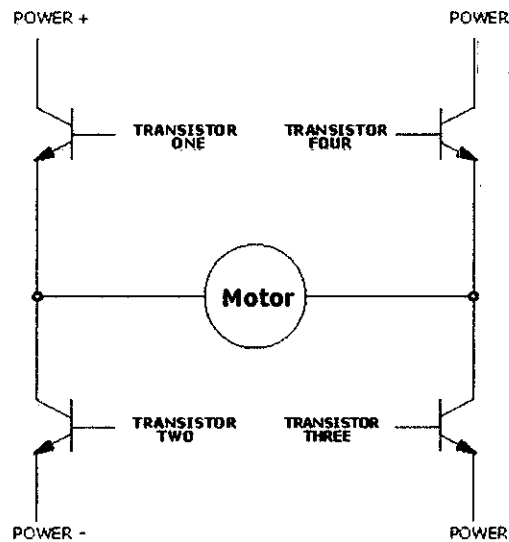 POWER + POWER
TRANSISTOR ONE
TRANSISTOR FOUR
Motor
TRANSISTOR TWO
TRANSISTOR THREE
POWER - POWER